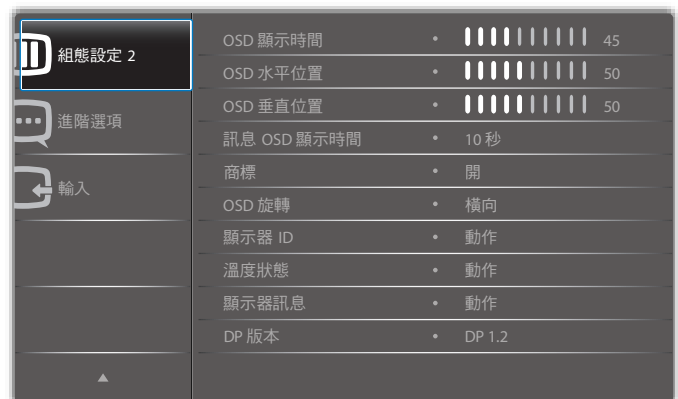 組態設定 2
進階選項
輸入
OSD 顯示時間 • 45
OSD 水平位置 • 50
OSD 垂直位置 • 50
訊息 OSD 顯示時間 • 10 秒
商標 • 開
OSD 旋轉 • 橫向
顯示器 ID • 動作
溫度狀態 • 動作
顯示器訊息 • 動作
DP 版本 • DP 1.2